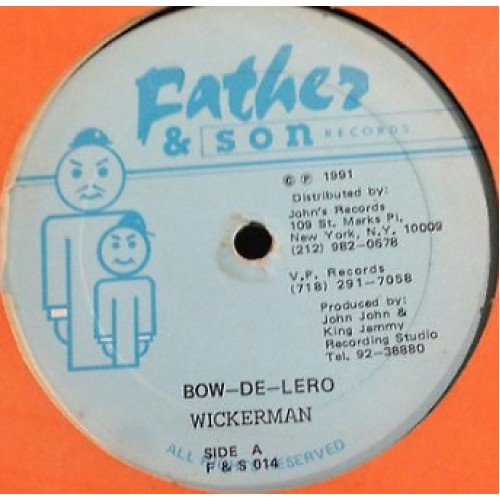 Father
& son RECORDS
© ℗ 1991
Distributed by:
John's Records
109 St. Marks Pl.
New York, N.Y. 10009
(212) 982-0678
V.P. Records
(718) 291-7058
Produced by:
John John &
King Jammy
Recording Studio
Tel. 92-38880
BOW-DE-LERO
WICKERMAN
SIDE A
F & S 014
ALL RIGHTS RESERVED